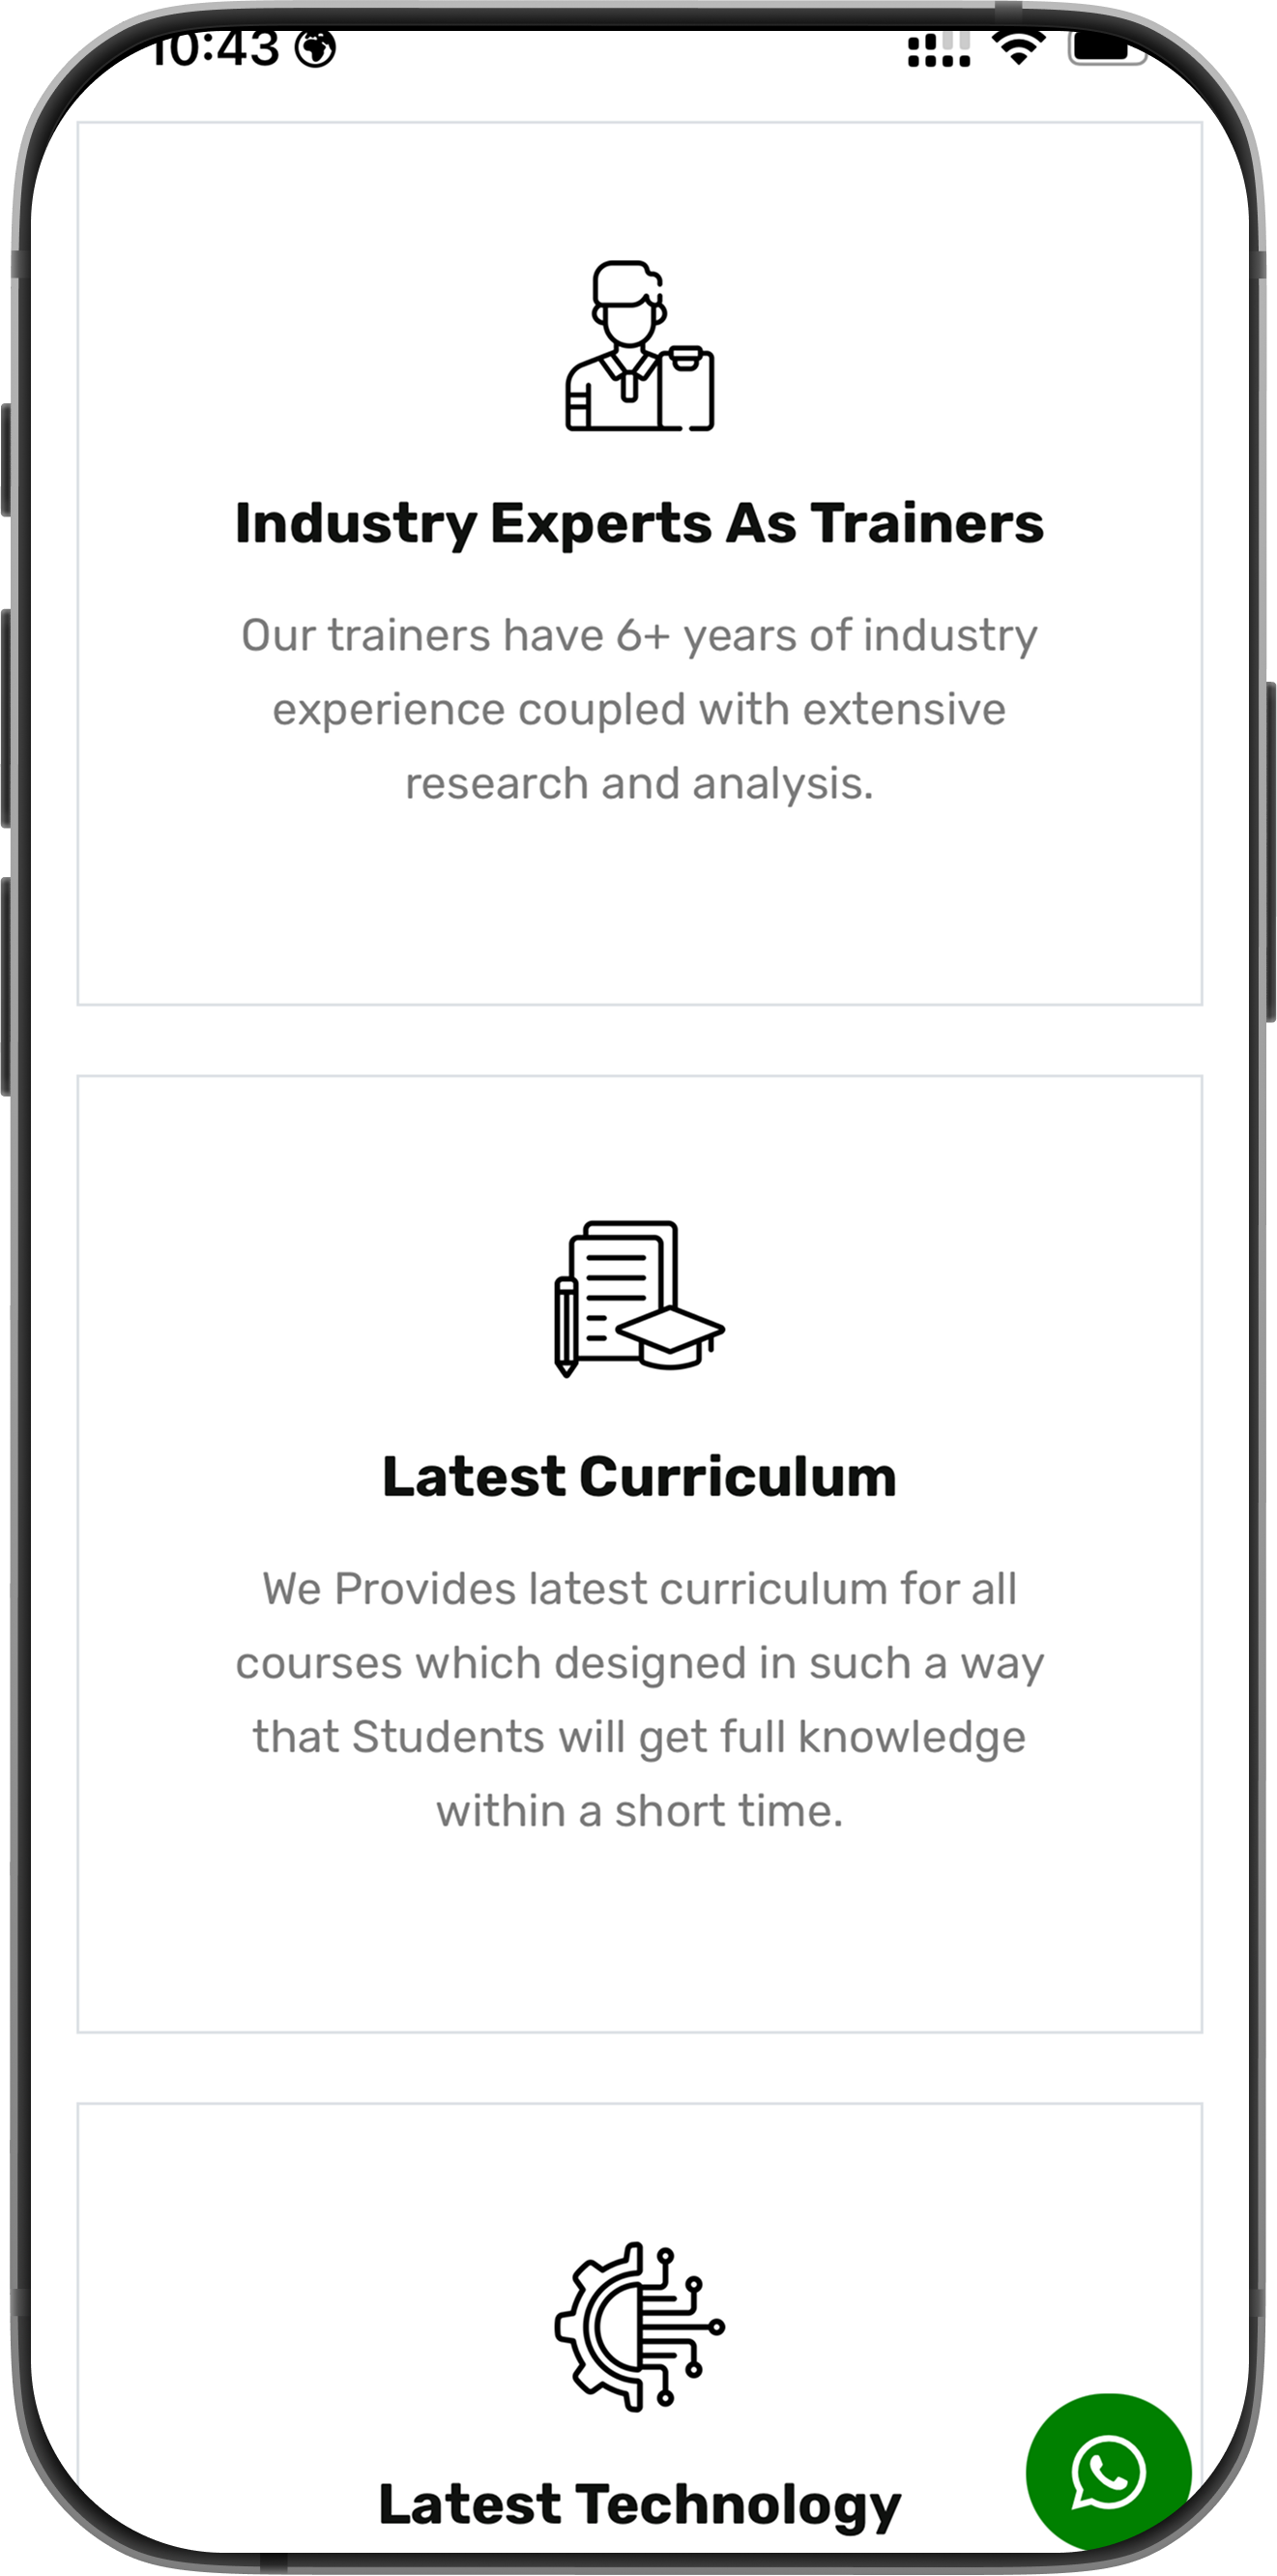 10:43
Industry Experts As Trainers
Our trainers have 6+ years of industry
experience coupled with extensive
research and analysis.
Latest Curriculum
We Provides latest curriculum for all
courses which designed in such a way
that Students will get full knowledge
within a short time.
Latest Technology